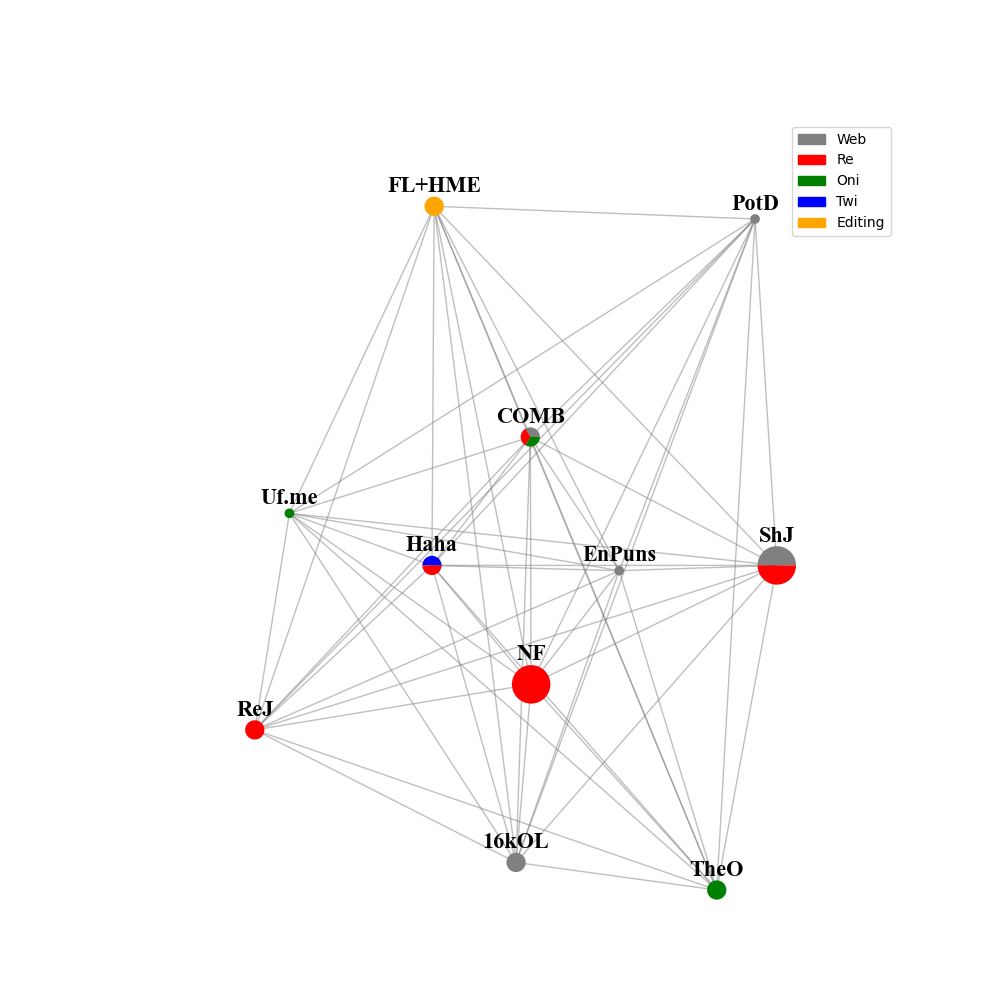 Web
Re
Oni
Twi
Editing
FL+HME
PotD
COMB
Uf.me
Haha
EnPuns
ShJ
NF
ReJ
16kOL
TheO